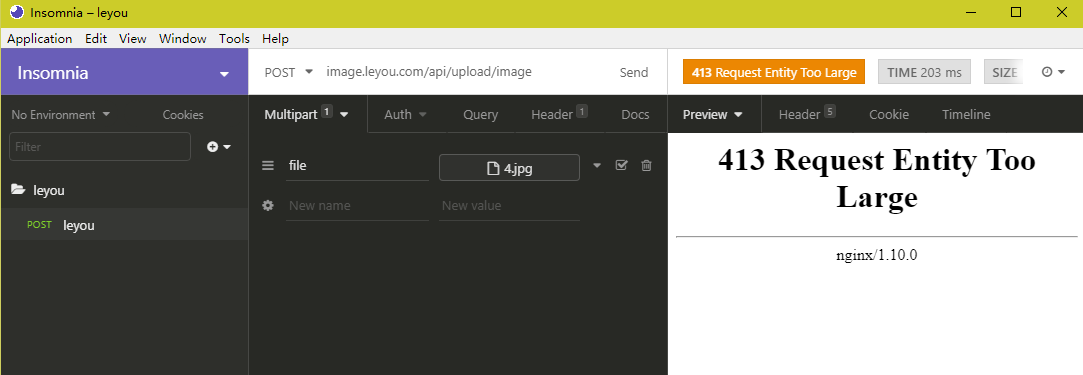 Insomnia – leyou
Application Edit View Window Tools Help
Insomnia
POST image.leyou.com/api/upload/image Send
413 Request Entity Too Large TIME 203 ms SIZE
No Environment Cookies
Multipart 1 Auth Query Header 1 Docs
Preview Header 5 Cookie Timeline
Filter
leyou
POST leyou
file 4.jpg
New name New value
413 Request Entity Too
Large
nginx/1.10.0